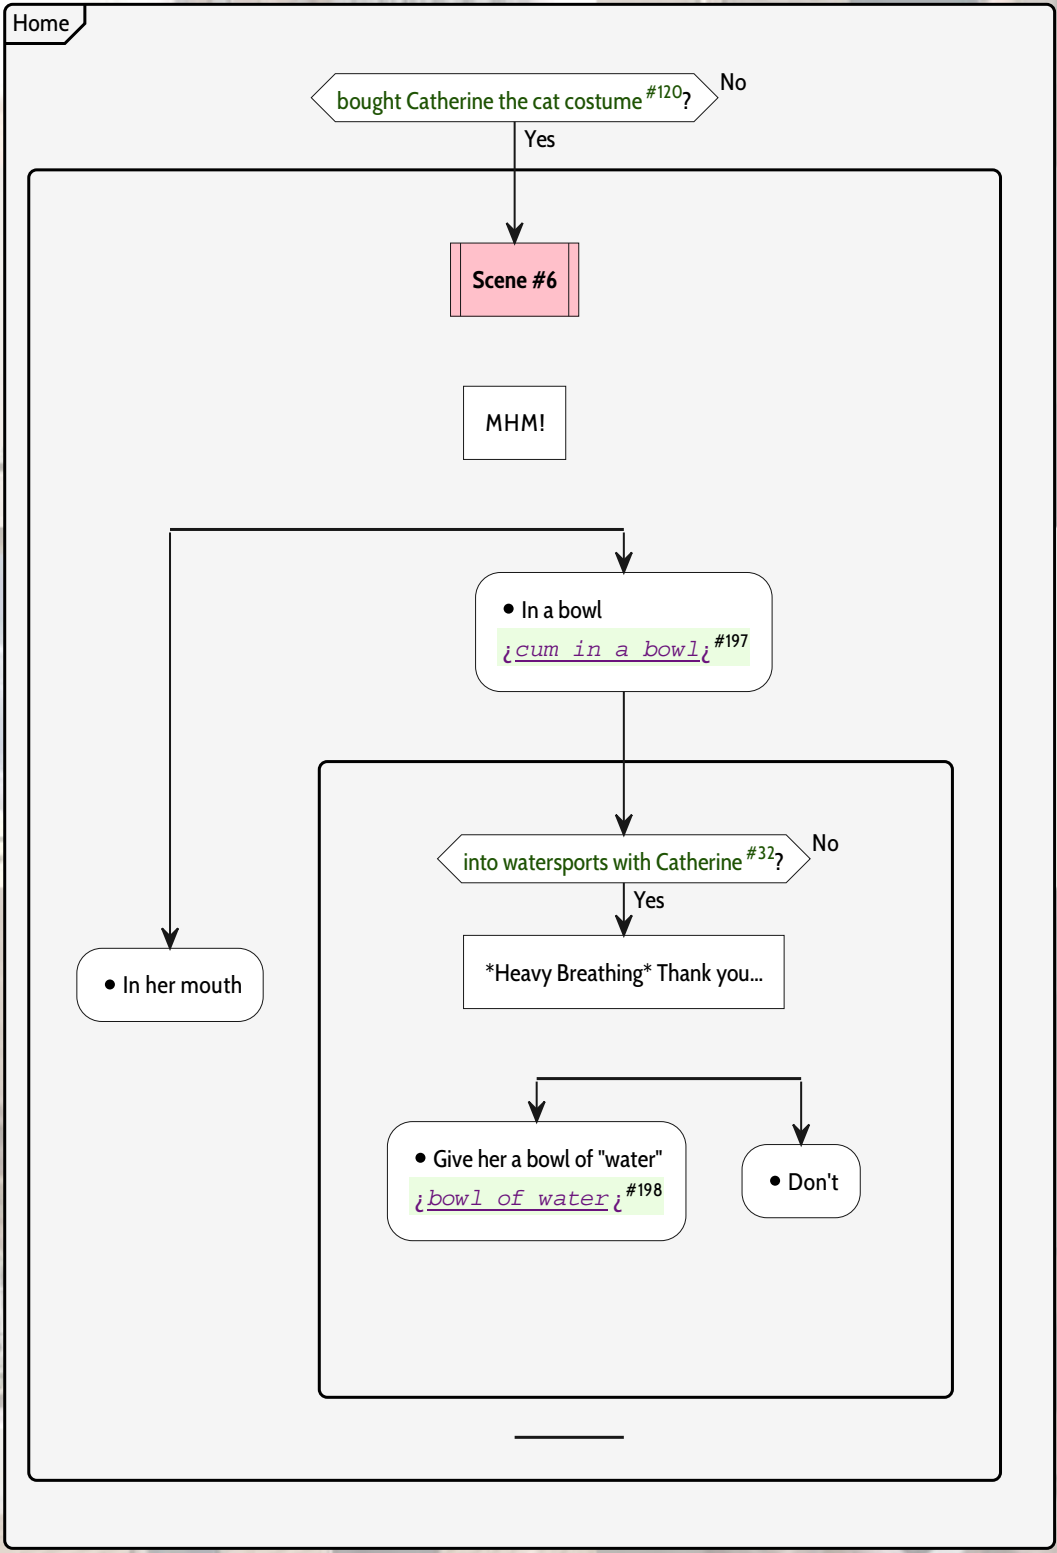 Home
bought Catherine the cat costume #120?
No
Yes
Scene #6
MHM!
• In a bowl
¿cum in a bowl¿ #197
into watersports with Catherine #32?
No
Yes
*Heavy Breathing* Thank you...
• In her mouth
• Give her a bowl of "water"
¿bowl of water¿ #198
• Don't